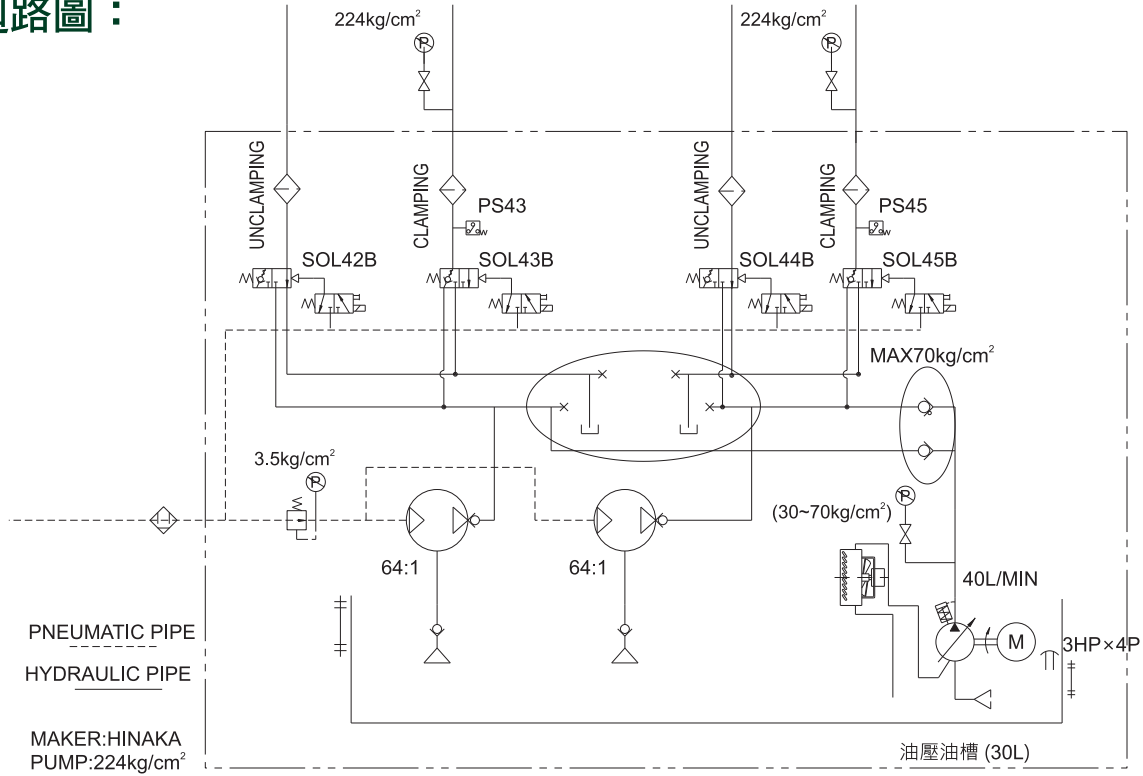 路圖：
224kg/cm²
224kg/cm²
P
P
UNCLAMPING
CLAMPING
UNCLAMPING
CLAMPING
PS43
PS45
SOL42B
SOL43B
SOL44B
SOL45B
MAX70kg/cm²
3.5kg/cm²
P
P
(30~70kg/cm²)
64:1
64:1
40L/MIN
M
3HP×4P
PNEUMATIC PIPE
HYDRAULIC PIPE
MAKER:HINAKA
PUMP:224kg/cm²
油壓油槽 (30L)